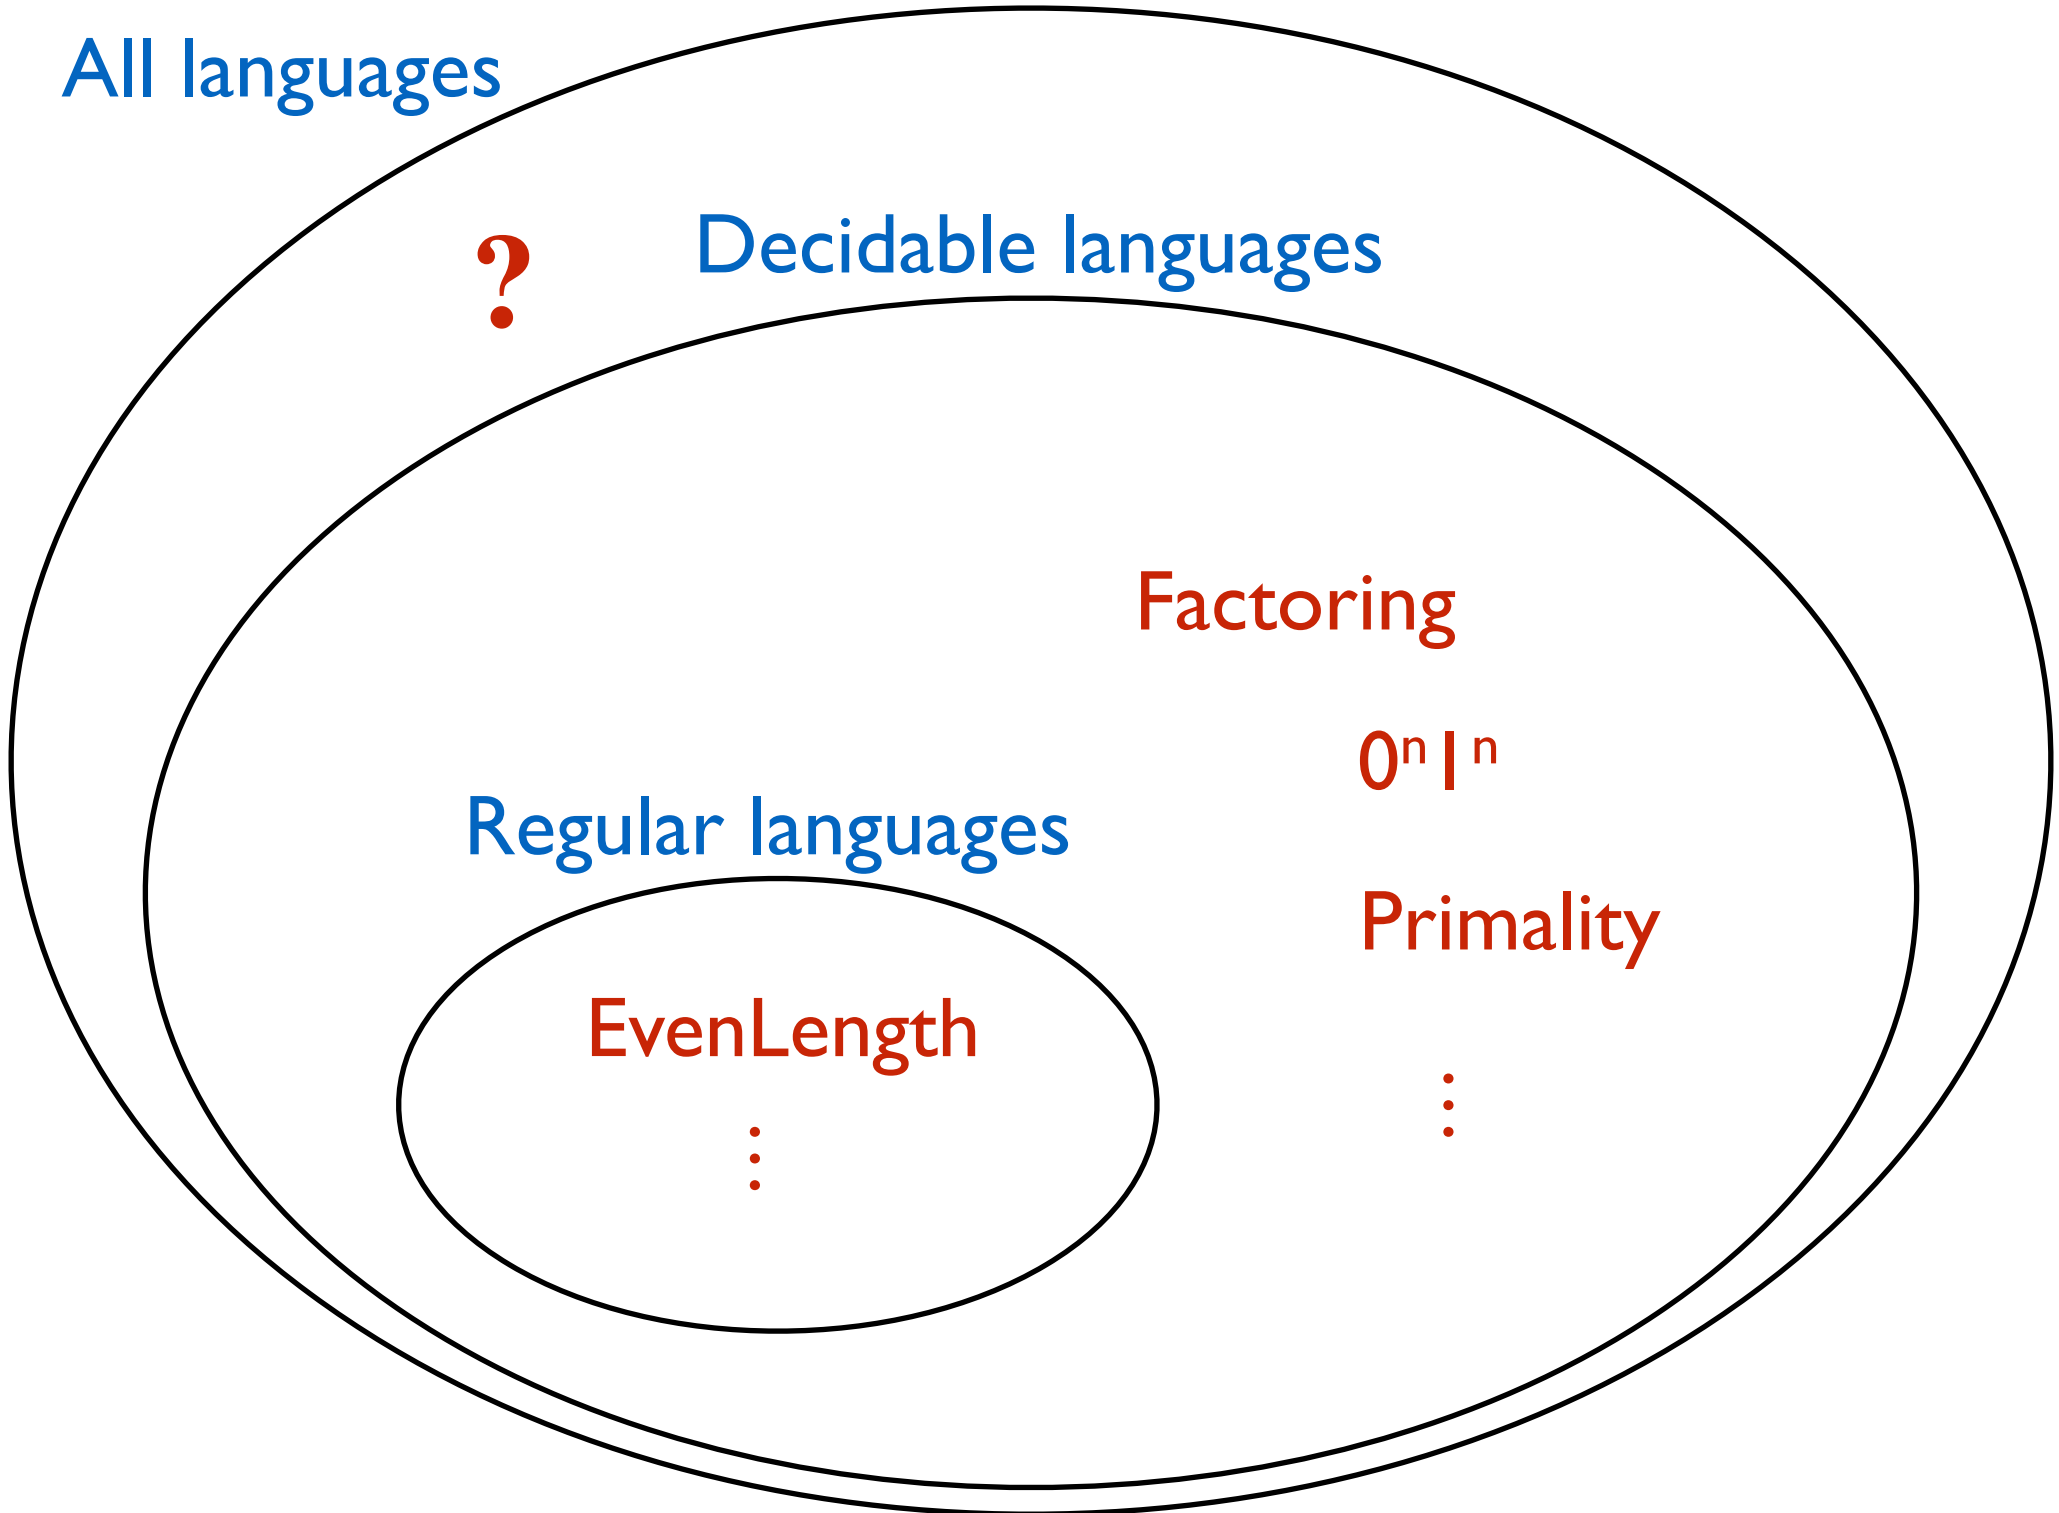 All languages
?
Decidable languages
Factoring
0ⁿ1ⁿ
Regular languages
Primality
EvenLength
⋮
⋮